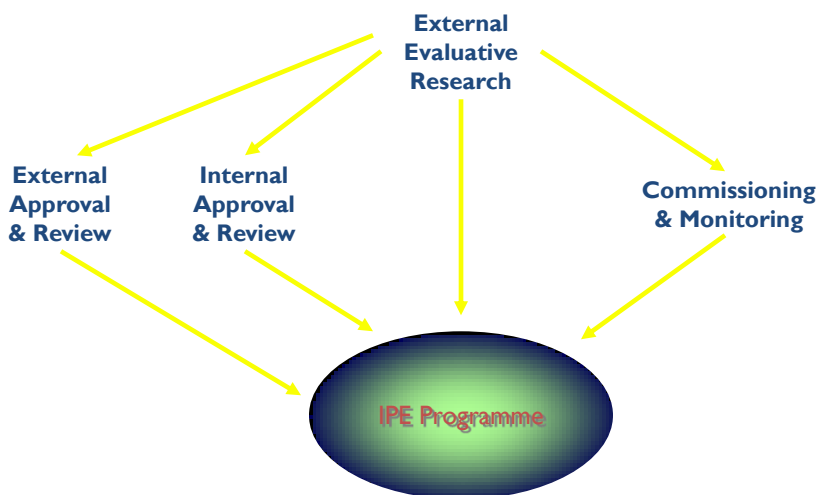 External
Evaluative
Research
External
Approval
& Review
Internal
Approval
& Review
Commissioning
& Monitoring
IPE Programme